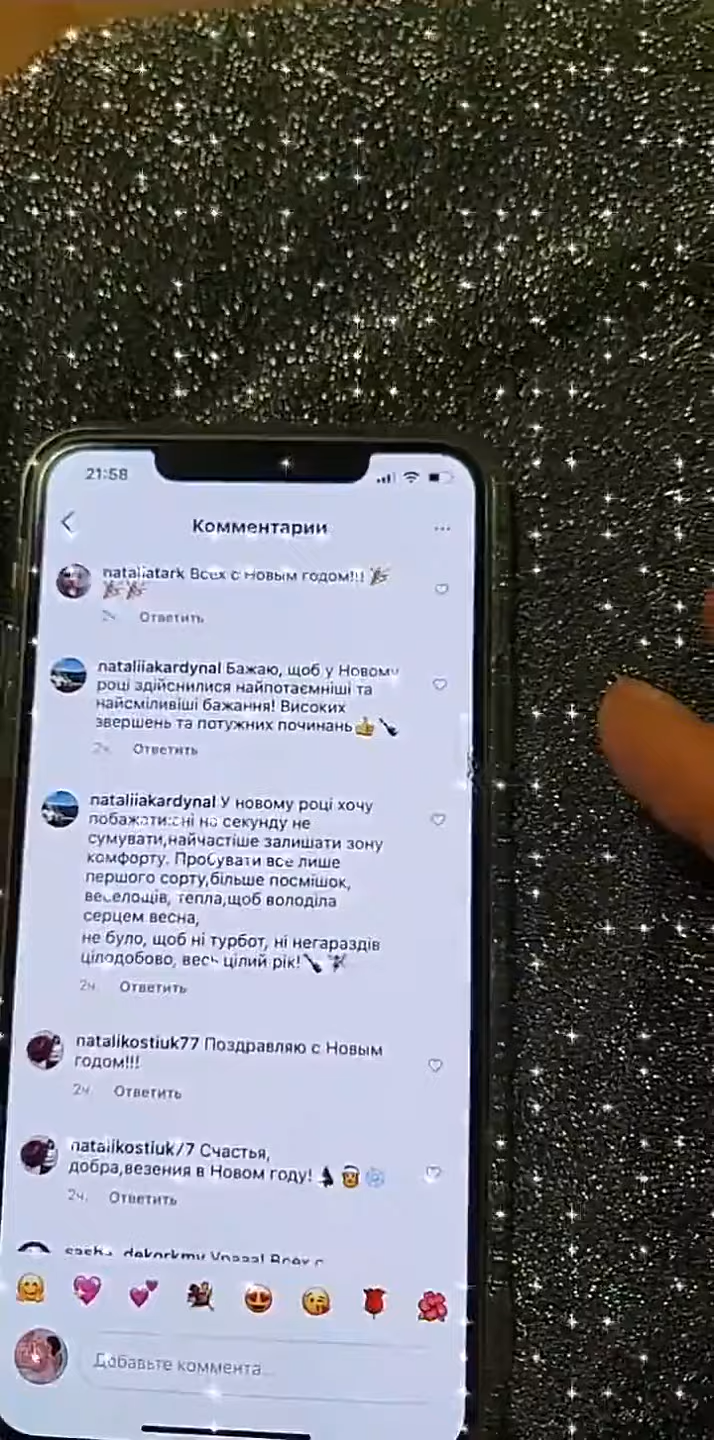 21:58
Комментарии
nataliatark Всех с Новым годом!!! 🎉
🎉🎉
2ч. Ответить
nataliiakardynal Бажаю, щоб у Новому
році здійснилися найпотаємніші та
найсміливіші бажання! Високих
звершень та потужних починань👍🍾
2ч. Ответить
nataliiakardynal У новому році хочу
побажати: ні на секунду не
сумувати,найчастіше залишати зону
комфорту. Пробувати все лише
першого сорту,більше посмішок,
веселощів, тепла,щоб володіла
серцем весна,
не було, щоб ні турбот, ні негараздів
цілодобово, весь цілий рік!🍾
2ч. Ответить
natalikostiuk77 Поздравляю с Новым
годом!!!
2ч. Ответить
natalikostiuk77 Счастья,
добра,везения в Новом году! 🎄🎅❄️
2ч. Ответить
Всех с
Добавьте коммента...